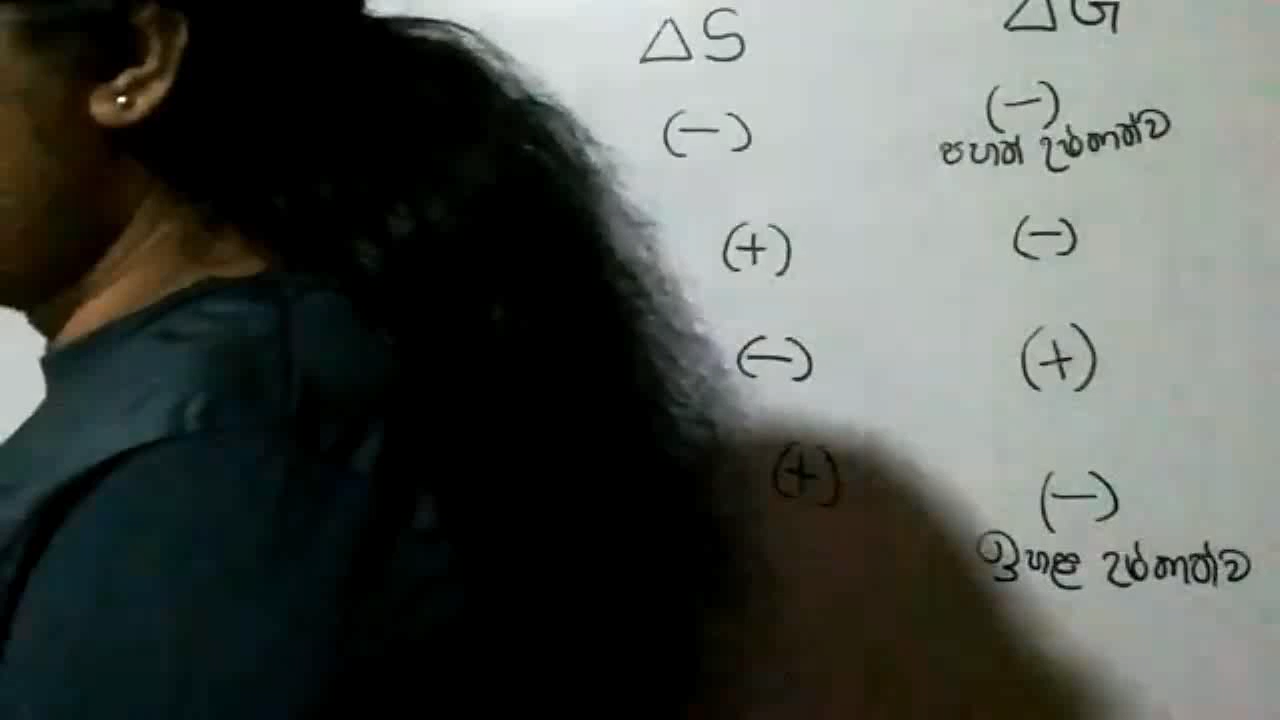 ΔS ΔG
(-) (-)
පහත් උෂ්ණත්ව
(+) (-)
(-) (+)
(+) (-)
ඉහළ උෂ්ණත්ව